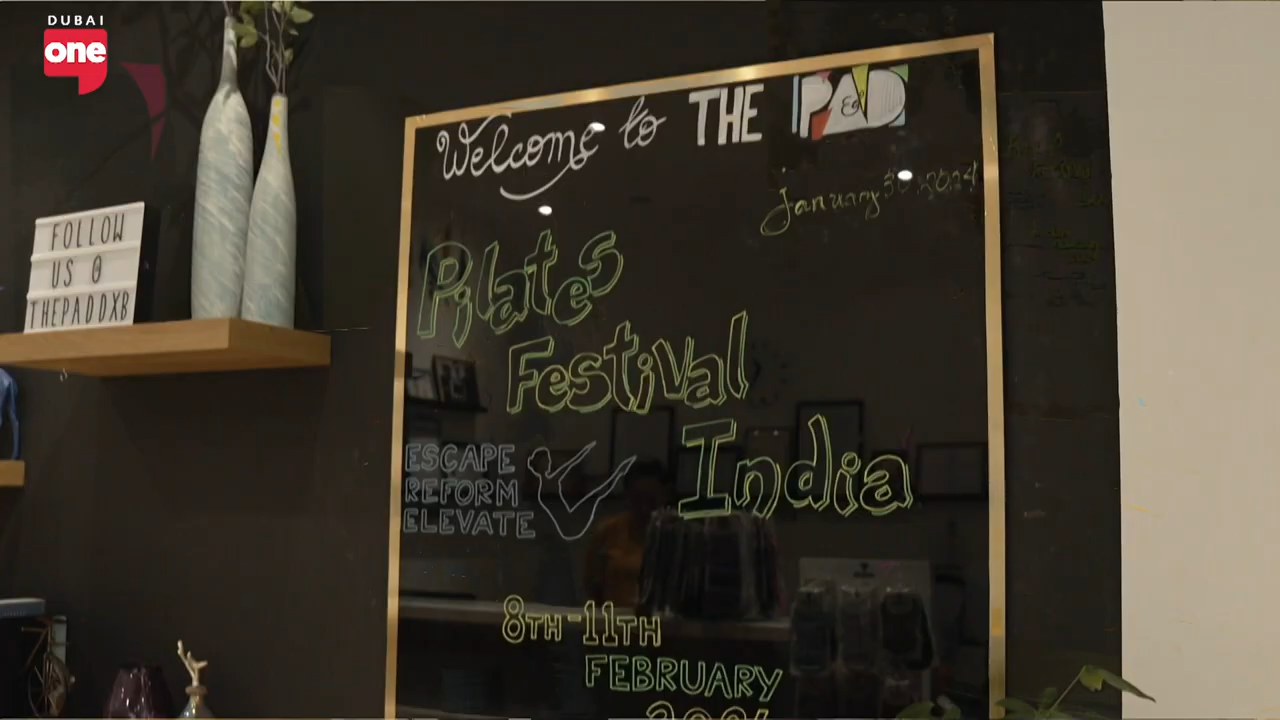 DUBAI
one
Welcome to THE PAD
January 30, 2024
FOLLOW
US @
THEPADDXB
Pilates
Festival
India
ESCAPE
REFORM
ELEVATE
8TH-11TH
FEBRUARY
2024